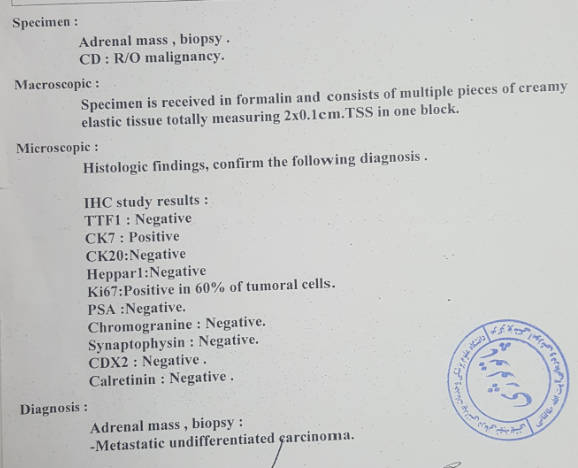 Specimen :
Adrenal mass , biopsy .
CD : R/O malignancy.
Macroscopic :
Specimen is received in formalin and consists of multiple pieces of creamy
elastic tissue totally measuring 2x0.1cm.TSS in one block.
Microscopic :
Histologic findings, confirm the following diagnosis .
IHC study results :
TTF1 : Negative
CK7 : Positive
CK20:Negative
Heppar1:Negative
Ki67:Positive in 60% of tumoral cells.
PSA :Negative.
Chromogranine : Negative.
Synaptophysin : Negative.
CDX2 : Negative .
Calretinin : Negative .
Diagnosis :
Adrenal mass , biopsy :
-Metastatic undifferentiated carcinoma.